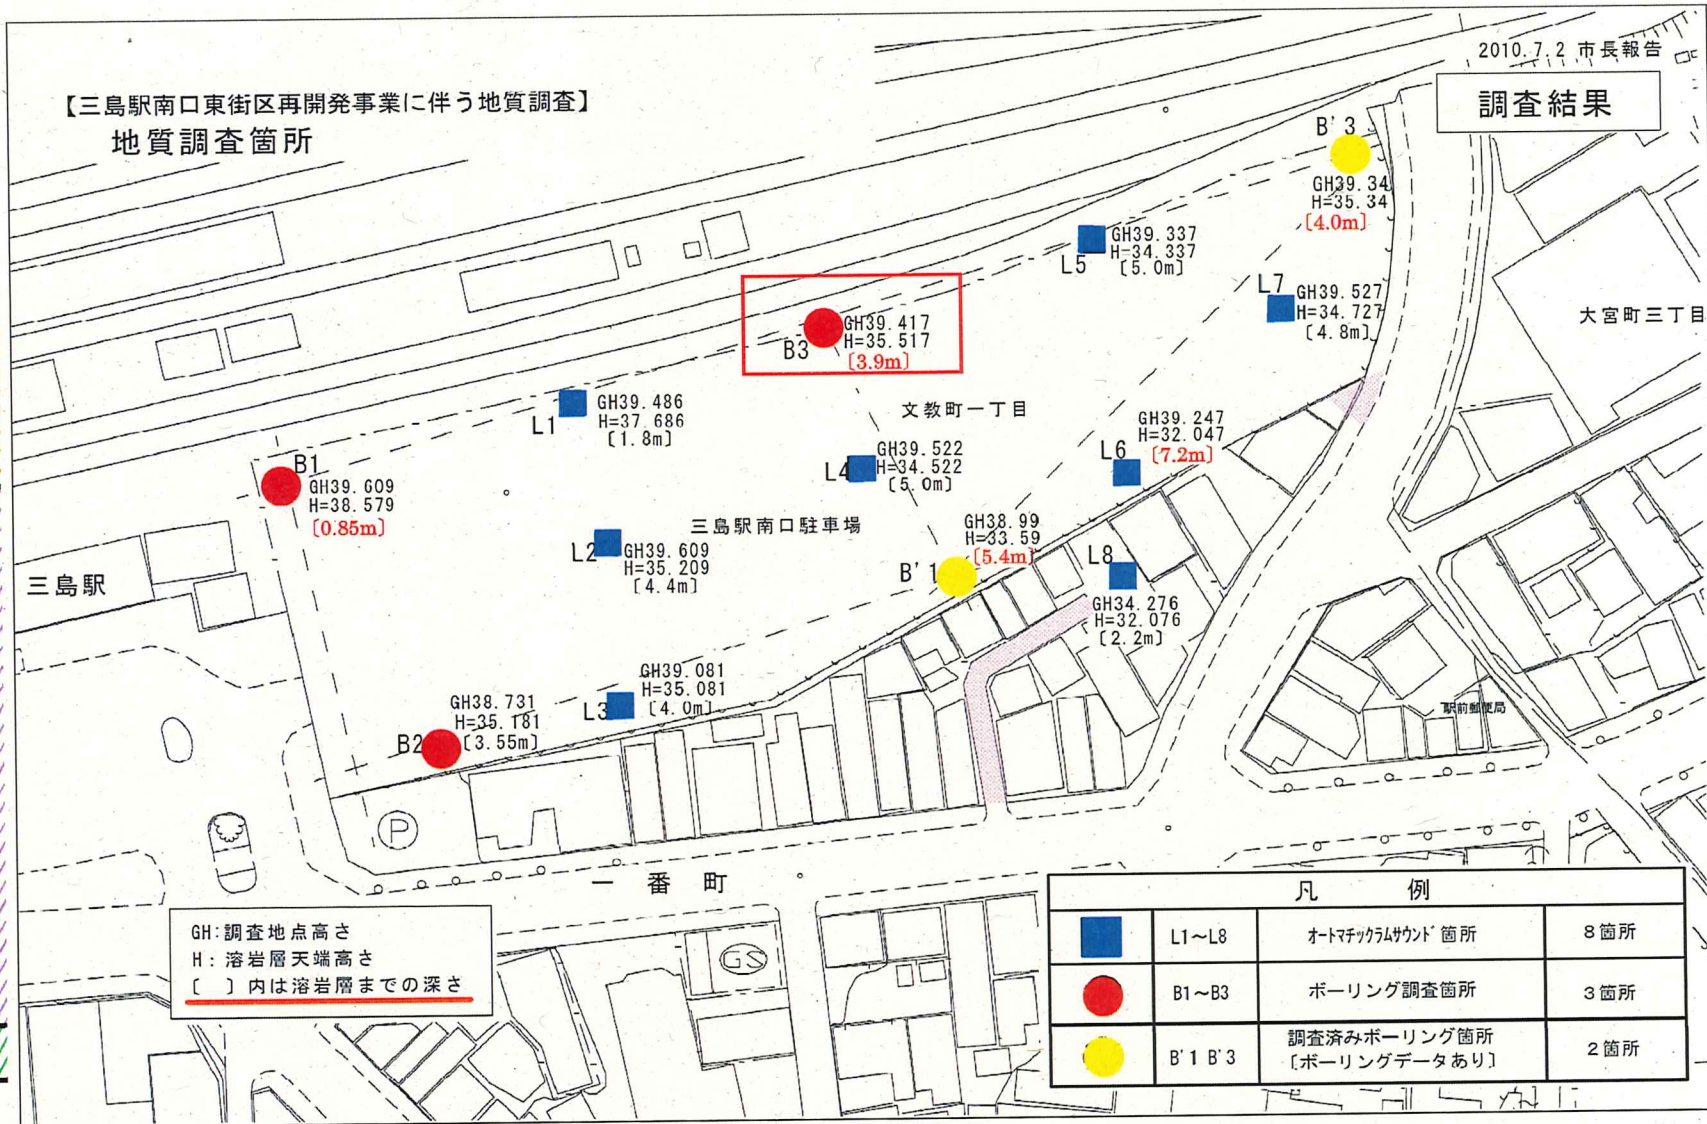 2010.7.2 市長報告
調査結果
【三島駅南口東街区再開発事業に伴う地質調査】
地質調査箇所
B'3
GH39.34
H=35.34
〔4.0m〕
L5
GH39.337
H=34.337
〔5.0m〕
L7
GH39.527
H=34.727
〔4.8m〕
大宮町三丁目
B3
GH39.417
H=35.517
〔3.9m〕
L1
GH39.486
H=37.686
〔1.8m〕
文教町一丁目
L6
GH39.247
H=32.047
〔7.2m〕
L4
GH39.522
H=34.522
〔5.0m〕
B1
GH39.609
H=38.579
〔0.85m〕
三島駅南口駐車場
L2
GH39.609
H=35.209
〔4.4m〕
B'1
GH38.99
H=33.59
〔5.4m〕
L8
GH34.276
H=32.076
〔2.2m〕
三島駅
L3
GH39.081
H=35.081
〔4.0m〕
B2
GH38.731
H=35.181
〔3.55m〕
駅前郵便局
P
一番町
GS
GH:調査地点高さ
H:溶岩層天端高さ
〔 〕内は溶岩層までの深さ
凡 例
L1~L8 オートマチックラムサウンド箇所 8箇所
B1~B3 ボーリング調査箇所 3箇所
B'1 B'3 調査済みボーリング箇所 2箇所
〔ボーリングデータあり〕